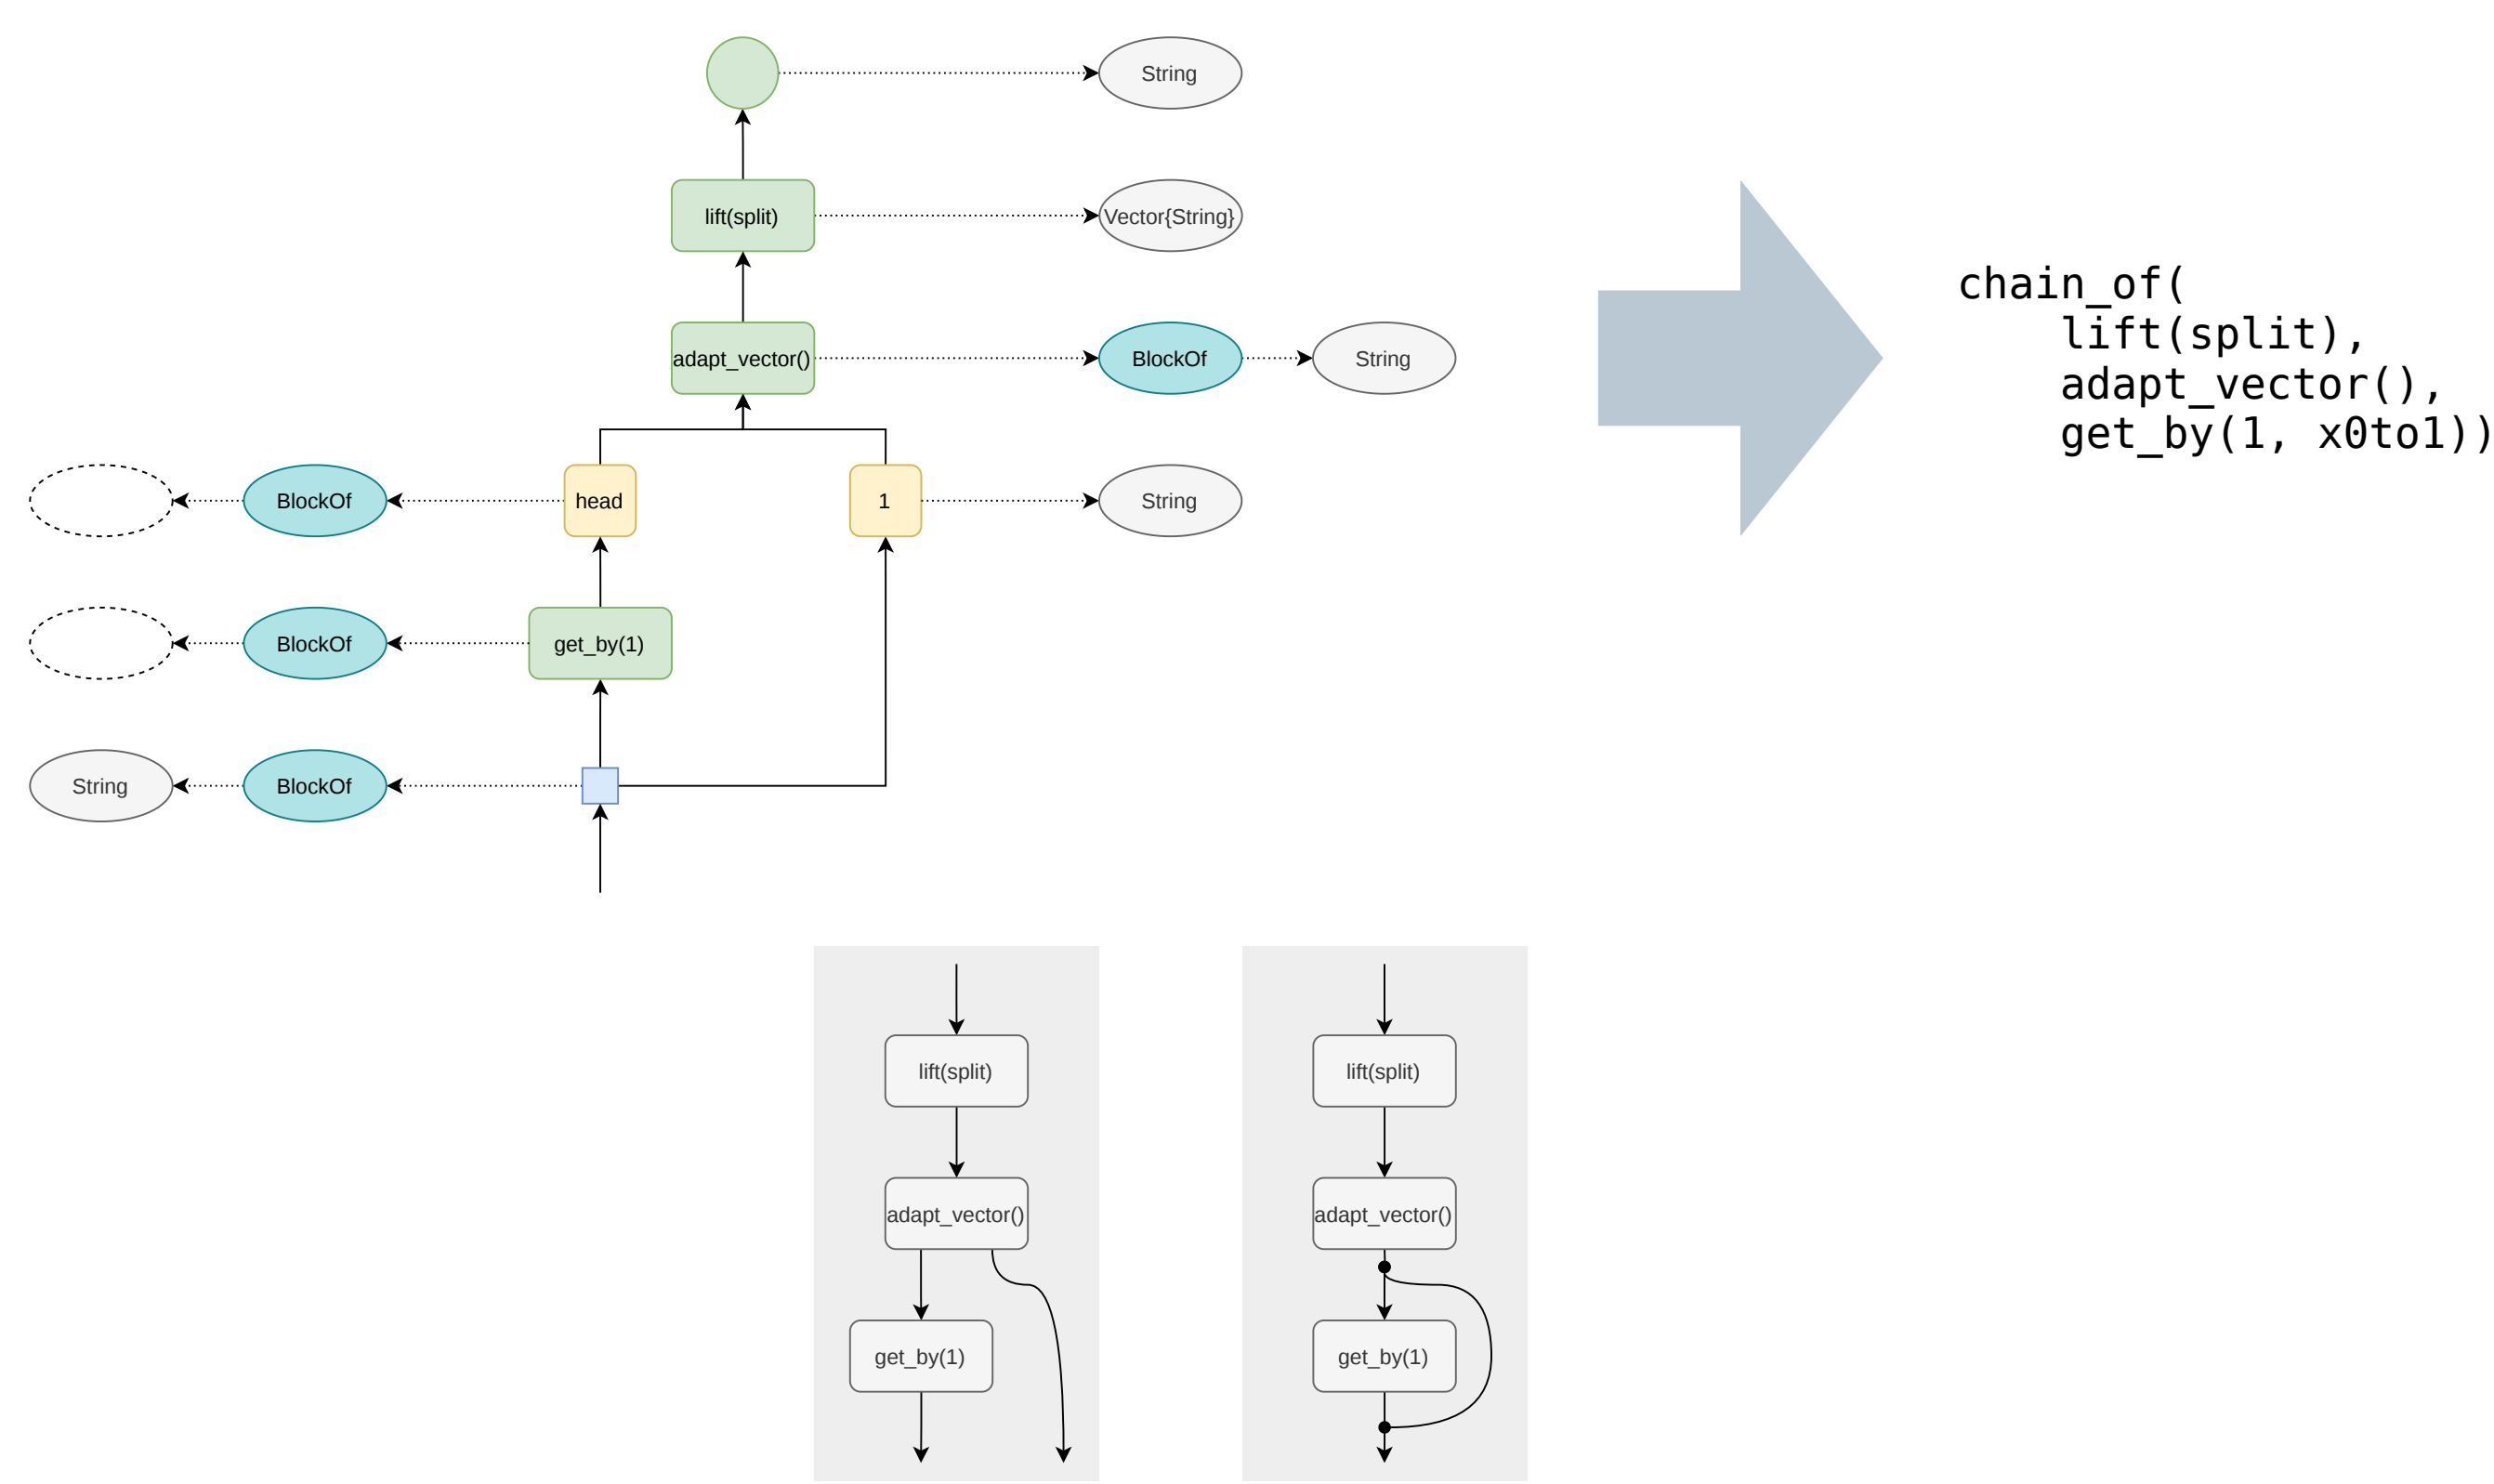 String
lift(split)
Vector{String}
adapt_vector()
BlockOf
String
chain_of(
    lift(split),
    adapt_vector(),
    get_by(1, x0to1))
BlockOf
head
1
String
BlockOf
get_by(1)
String
BlockOf
lift(split)
adapt_vector()
get_by(1)
lift(split)
adapt_vector()
get_by(1)